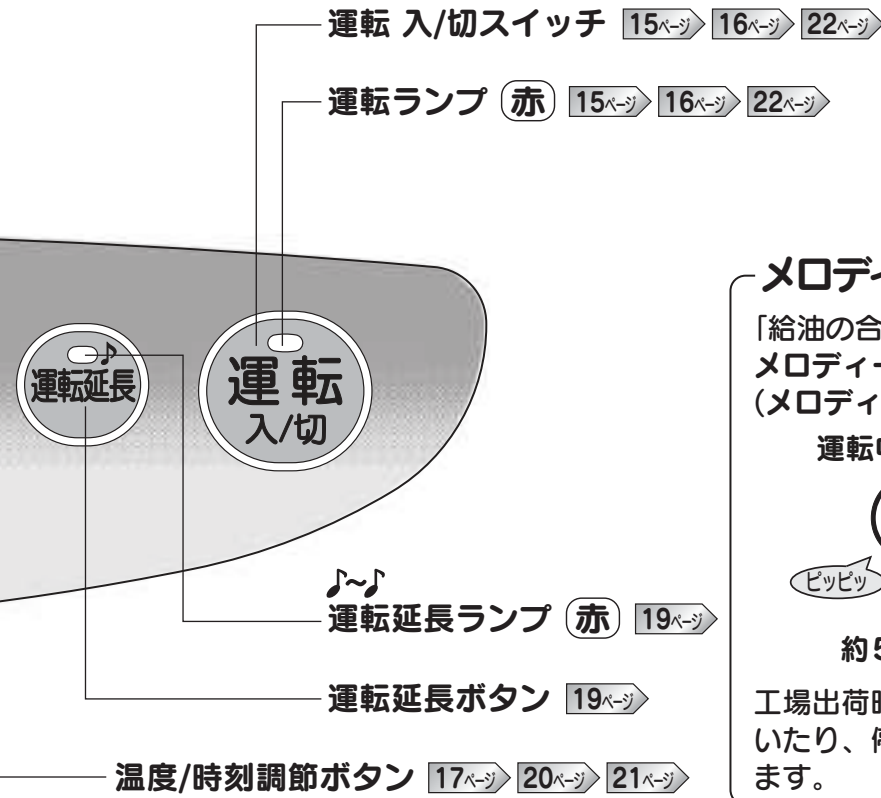 運転 入/切スイッチ 15ページ 16ページ 22ページ
運転ランプ 赤 15ページ 16ページ 22ページ
運転延長
運転
入/切
運転延長ランプ 赤 19ページ
運転延長ボタン 19ページ
温度/時刻調節ボタン 17ページ 20ページ 21ページ
メロデ
「給油の合
メロディー
(メロディ
運転
ピッピッ
約5
工場出荷
いたり、
ます。